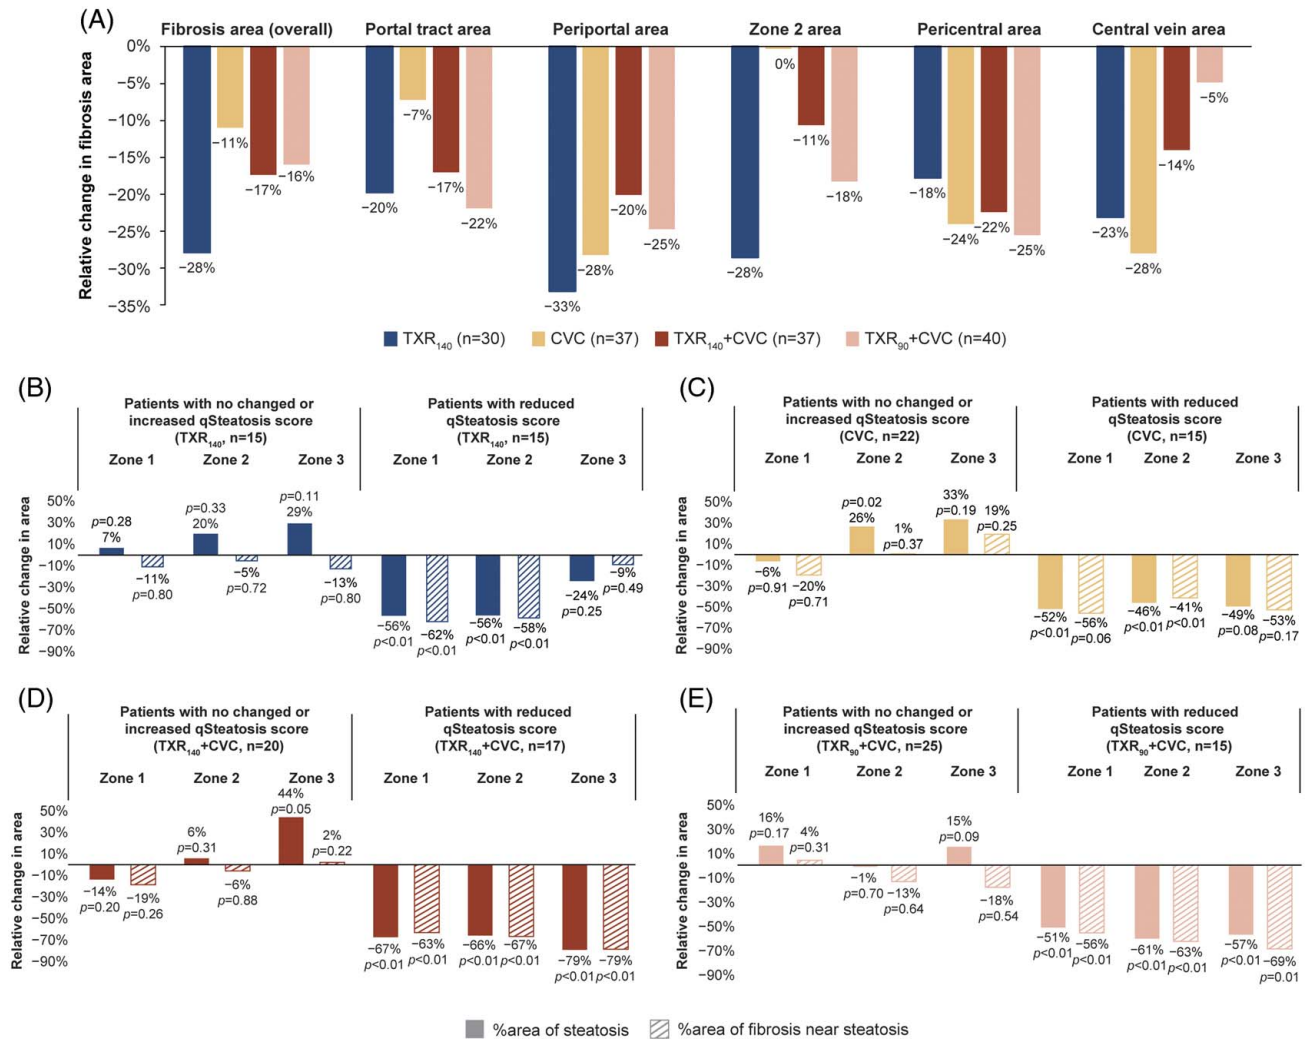 (A)
Fibrosis area (overall) Portal tract area Periportal area Zone 2 area Pericentral area Central vein area
Relative change in fibrosis area
0%
−5%
−10%
−15%
−20%
−25%
−30%
−35%
−28% −11% −17% −16%
−20% −7% −17% −22%
−33% −28% −20% −25%
−28% 0% −11% −18%
−18% −24% −22% −25%
−23% −28% −14% −5%
TXR140 (n=30) CVC (n=37) TXR140+CVC (n=37) TXR90+CVC (n=40)
(B)
Patients with no changed or
increased qSteatosis score
(TXR140, n=15)
Zone 1 Zone 2 Zone 3
Patients with reduced
qSteatosis score
(TXR140, n=15)
Zone 1 Zone 2 Zone 3
Relative change in area
50%
30%
10%
−10%
−30%
−50%
−70%
−90%
p=0.28
7%
−11%
p=0.80
p=0.33
20%
−5%
p=0.72
p=0.11
29%
−13%
p=0.80
−56%
p<0.01
−62%
p<0.01
−56%
p<0.01
−58%
p<0.01
−24%
p=0.25
−9%
p=0.49
(C)
Patients with no changed or
increased qSteatosis score
(CVC, n=22)
Zone 1 Zone 2 Zone 3
Patients with reduced
qSteatosis score
(CVC, n=15)
Zone 1 Zone 2 Zone 3
Relative change in area
50%
30%
10%
−10%
−30%
−50%
−70%
−90%
−6%
p=0.91
−20%
p=0.71
p=0.02
26%
1%
p=0.37
33%
p=0.19
19%
p=0.25
−52%
p<0.01
−56%
p=0.06
−46%
p<0.01
−41%
p<0.01
−49%
p=0.08
−53%
p=0.17
(D)
Patients with no changed or
increased qSteatosis score
(TXR140+CVC, n=20)
Zone 1 Zone 2 Zone 3
Patients with reduced
qSteatosis score
(TXR140+CVC, n=17)
Zone 1 Zone 2 Zone 3
Relative change in area
50%
30%
10%
−10%
−30%
−50%
−70%
−90%
−14%
p=0.20
−19%
p=0.26
6%
p=0.31
−6%
p=0.88
44%
p=0.05
2%
p=0.22
−67%
p<0.01
−63%
p<0.01
−66%
p<0.01
−67%
p<0.01
−79%
p<0.01
−79%
p<0.01
(E)
Patients with no changed or
increased qSteatosis score
(TXR90+CVC, n=25)
Zone 1 Zone 2 Zone 3
Patients with reduced
qSteatosis score
(TXR90+CVC, n=15)
Zone 1 Zone 2 Zone 3
Relative change in area
50%
30%
10%
−10%
−30%
−50%
−70%
−90%
16%
p=0.17
4%
p=0.31
−1%
p=0.70
−13%
p=0.64
15%
p=0.09
−18%
p=0.54
−51%
p<0.01
−56%
p<0.01
−61%
p<0.01
−63%
p<0.01
−57%
p<0.01
−69%
p=0.01
%area of steatosis %area of fibrosis near steatosis